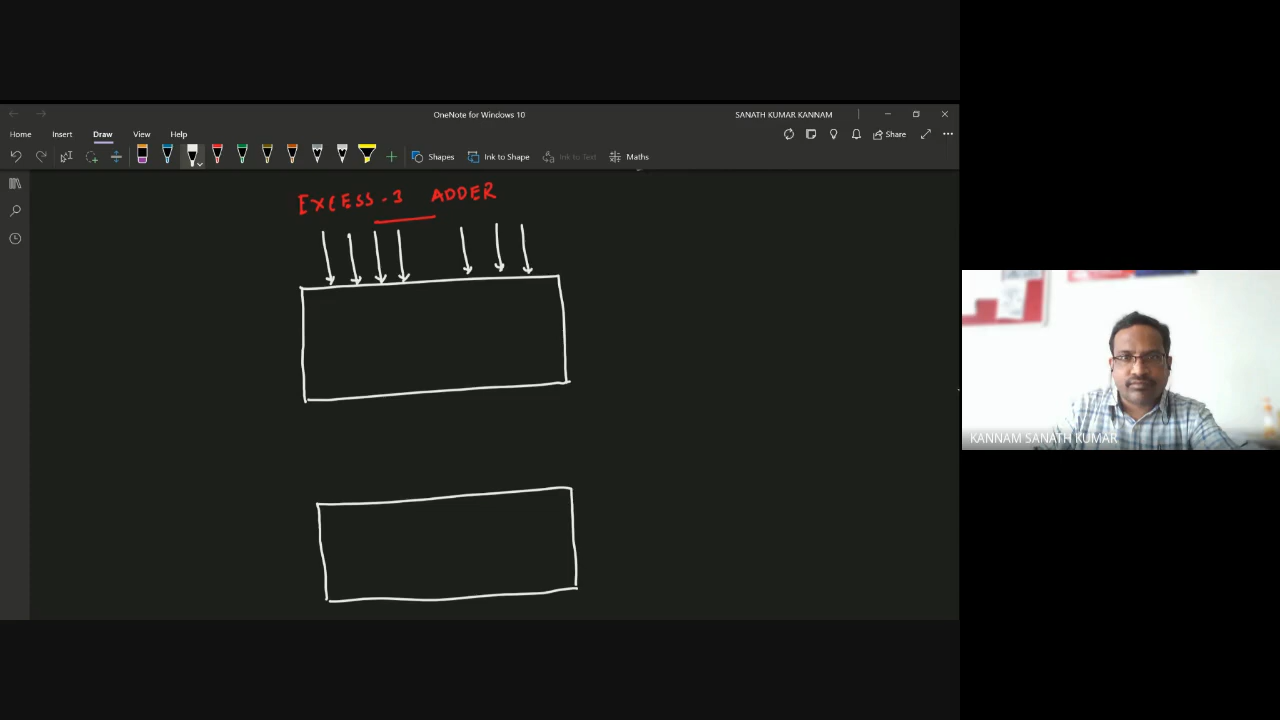 OneNote for Windows 10
SANATH KUMAR KANNAM
Home Insert Draw View Help
Share
Shapes Ink to Shape Ink to Text Maths
EXCESS-3 ADDER
KANNAM SANATH KUMAR